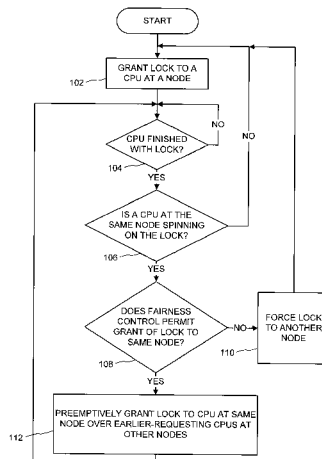 START
GRANT LOCK TO A
CPU AT A NODE
102
NO
CPU FINISHED
WITH LOCK?
104
NO
YES
IS A CPU AT THE
SAME NODE SPINNING
ON THE LOCK?
106
YES
DOES FAIRNESS
CONTROL PERMIT
GRANT OF LOCK TO
SAME NODE?
108
NO
FORCE LOCK
TO ANOTHER
NODE
110
YES
PREEMPTIVELY GRANT LOCK TO CPU AT SAME
NODE OVER EARLIER-REQUESTING CPUS AT
OTHER NODES
112